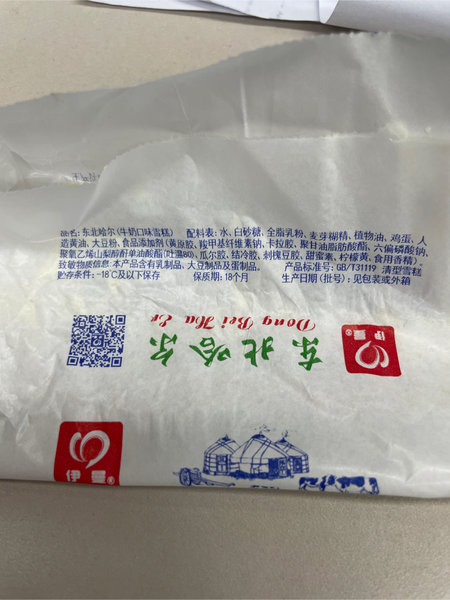 品名:东北哈尔(牛奶口味雪糕) 配料表:水、白砂糖、全脂乳粉、麦芽糊精、植物油、鸡蛋、人
造黄油、大豆粉、食品添加剂(黄原胶、羧甲基纤维素钠、卡拉胶、聚甘油脂肪酸酯、六偏磷酸钠、
聚氧乙烯山梨醇酐单油酸酯(吐温80)、瓜尔胶、结冷胶、刺槐豆胶、甜蜜素、柠檬黄、食用香精)
致敏物质信息:本产品含有乳制品、大豆制品及蛋制品。 产品标准号:GB/T31119 清型雪糕
贮存条件:-18℃及以下保存 保质期:18个月 生产日期(批号):见包装或外箱
Dong Bei Ha Er
东北哈尔
伊雪®
伊雪®